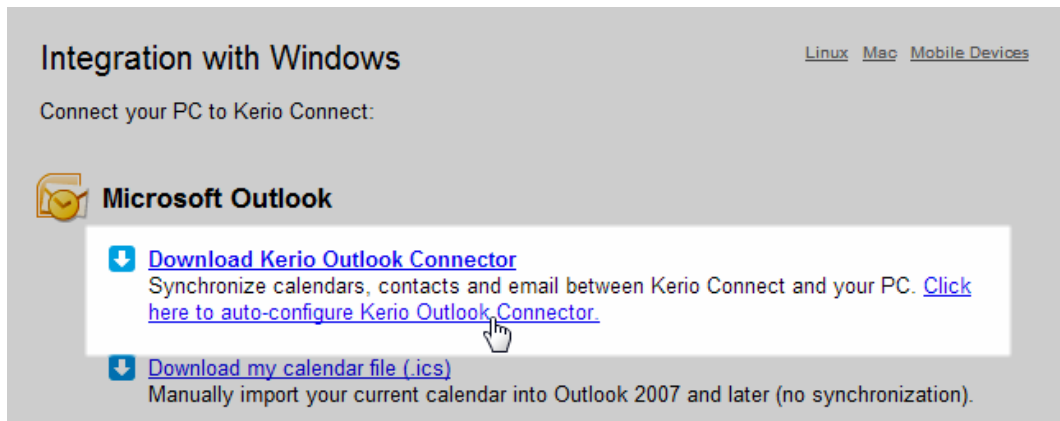 Integration with Windows
Linux Mac Mobile Devices
Connect your PC to Kerio Connect:
Microsoft Outlook
Download Kerio Outlook Connector
Synchronize calendars, contacts and email between Kerio Connect and your PC. Click
here to auto-configure Kerio Outlook Connector.
Download my calendar file (.ics)
Manually import your current calendar into Outlook 2007 and later (no synchronization).